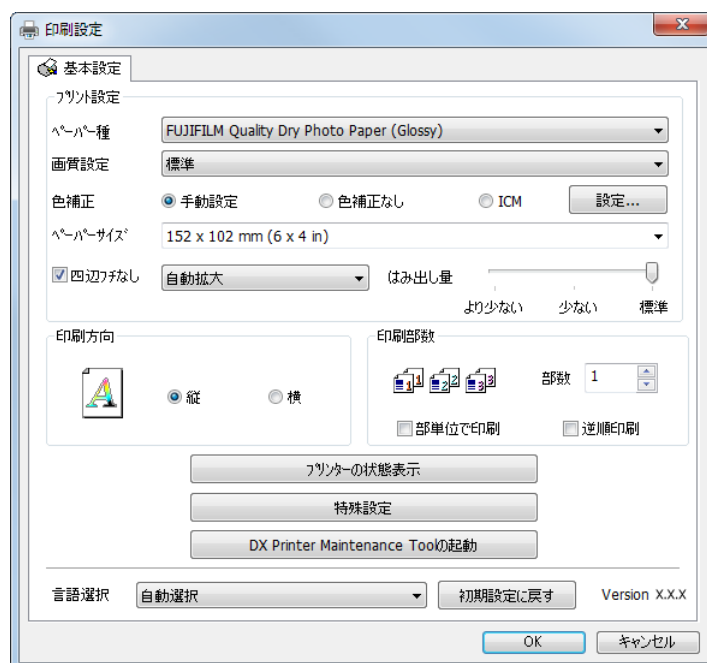 印刷設定
基本設定
プリント設定
ペーパー種 FUJIFILM Quality Dry Photo Paper (Glossy)
画質設定 標準
色補正 手動設定 色補正なし ICM 設定...
ペーパーサイズ 152 x 102 mm (6 x 4 in)
四辺フチなし 自動拡大 はみ出し量
より少ない 少ない 標準
印刷方向
A
縦 横
印刷部数
1 1 2 2 3 3 部数 1
部単位で印刷 逆順印刷
プリンターの状態表示
特殊設定
DX Printer Maintenance Toolの起動
言語選択 自動選択 初期設定に戻す Version X.X.X
OK キャンセル